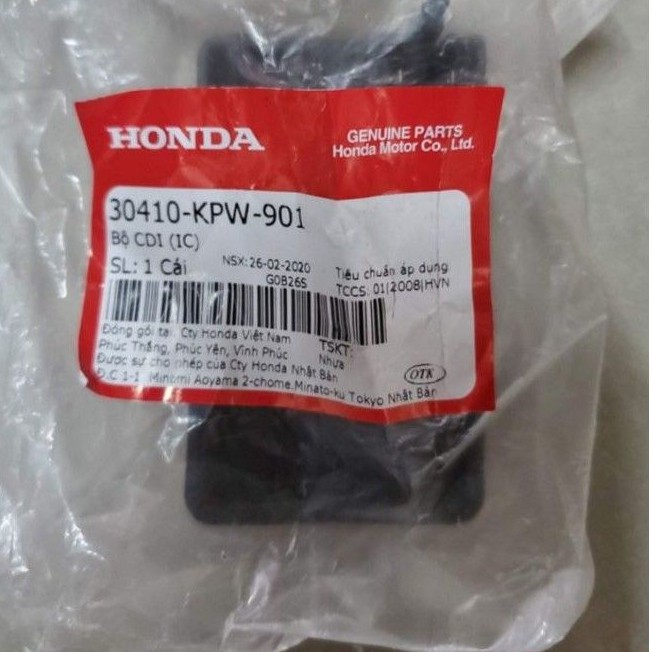 HONDA
GENUINE PARTS
Honda Motor Co., Ltd.
30410-KPW-901
Bộ CDI (IC)
SL: 1 Cái
NSX: 26-02-2020
G0B26S
Tiêu chuẩn áp dụng
TCCS: 01|2008|HVN
Đóng gói tại: Cty Honda Việt Nam
Phúc Thắng, Phúc Yên, Vĩnh Phúc
TSKT:
Nhựa
Được sự cho phép của Cty Honda Nhật Bản
Đ.C 1-1 Minami Aoyama 2-chome.Minato-ku Tokyo Nhật Bản
OTK